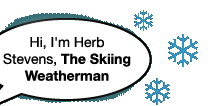 Hi, I'm Herb
Stevens, The Skiing
Weatherman